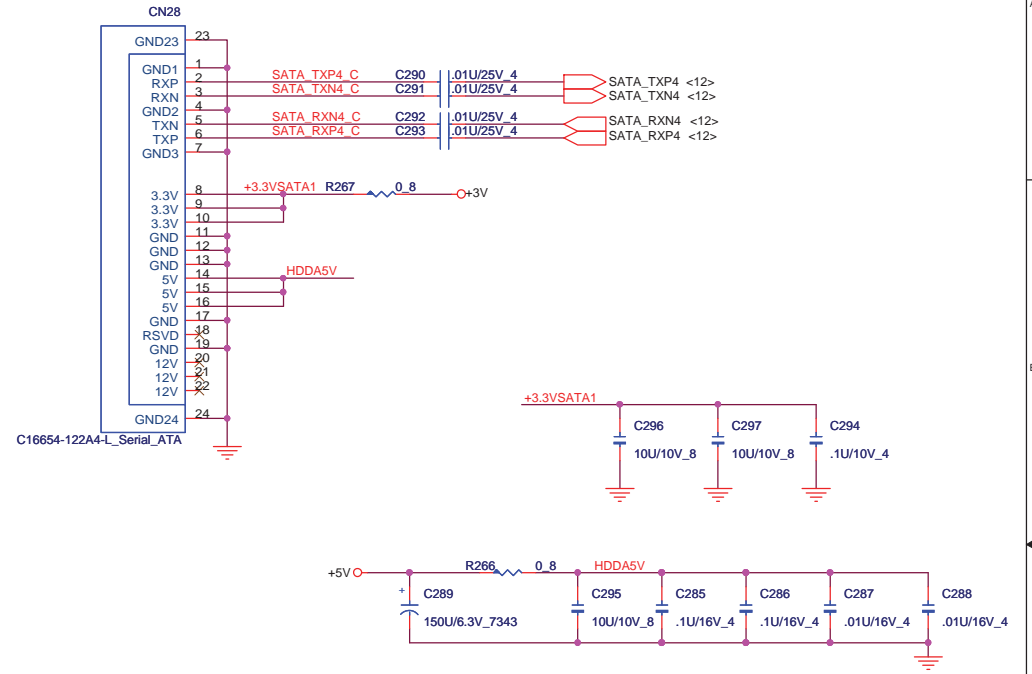 CN28
GND23 23
GND1 1
RXP 2 SATA_TXP4_C C290 .01U/25V_4 SATA_TXP4 <12>
RXN 3 SATA_TXN4_C C291 .01U/25V_4 SATA_TXN4 <12>
GND2 4
TXN 5 SATA_RXN4_C C292 .01U/25V_4 SATA_RXN4 <12>
TXP 6 SATA_RXP4_C C293 .01U/25V_4 SATA_RXP4 <12>
GND3 7
3.3V 8 +3.3VSATA1 R267 0_8 +3V
3.3V 9
3.3V 10
GND 11
GND 12
GND 13
5V 14 HDDA5V
5V 15
5V 16
GND 17
RSVD 18
GND 19
12V 20
12V 21
12V 22
GND24 24
C16654-122A4-L_Serial_ATA
+3.3VSATA1
C296 C297 C294
10U/10V_8 10U/10V_8 .1U/10V_4
+5V R266 0_8 HDDA5V
+ C289 C295 C285 C286 C287 C288
150U/6.3V_7343 10U/10V_8 .1U/16V_4 .1U/16V_4 .01U/16V_4 .01U/16V_4